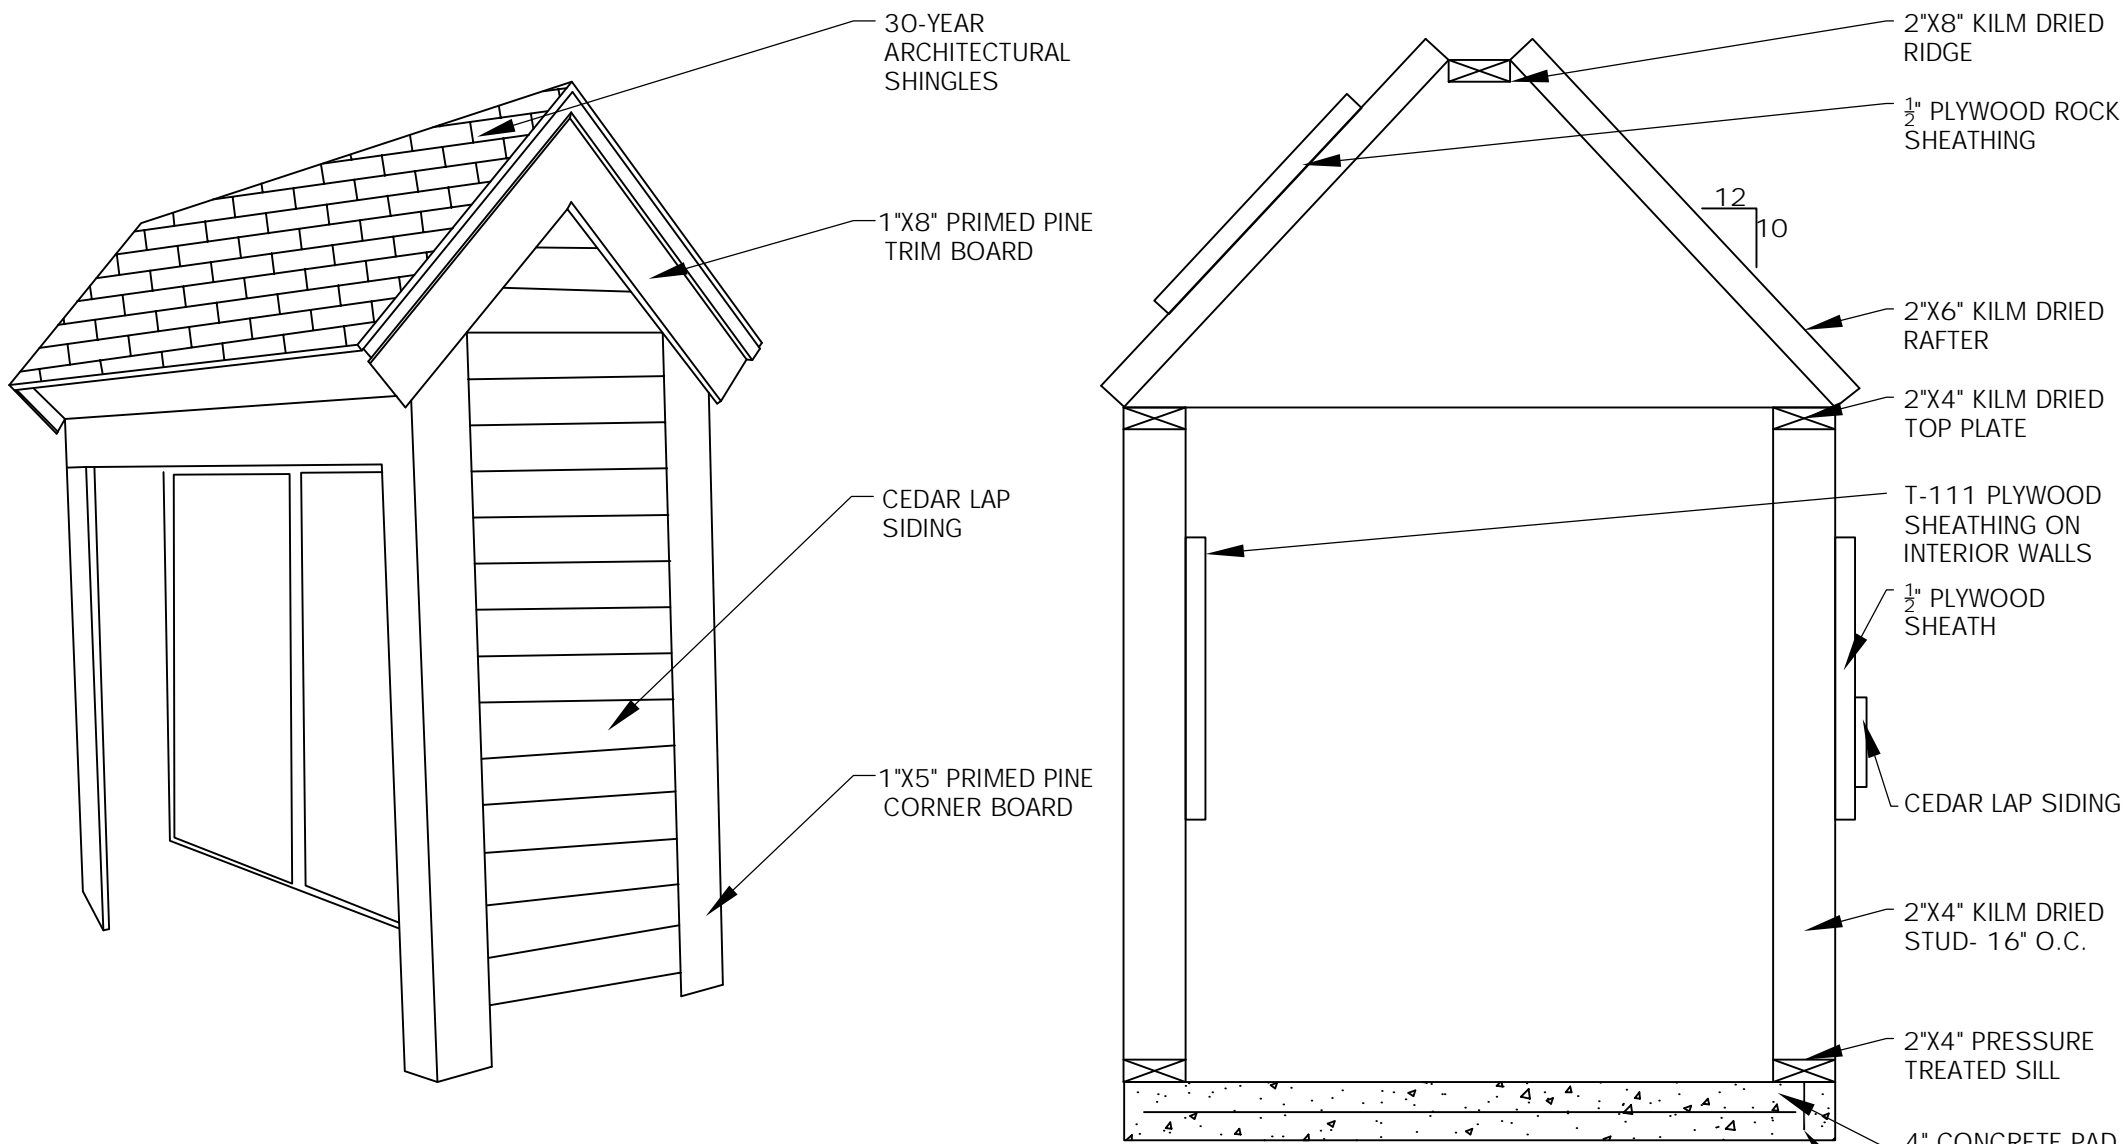 30-YEAR
ARCHITECTURAL
SHINGLES
1"X8" PRIMED PINE
TRIM BOARD
CEDAR LAP
SIDING
1"X5" PRIMED PINE
CORNER BOARD
2"X8" KILM DRIED
RIDGE
1/2" PLYWOOD ROCK
SHEATHING
12
10
2"X6" KILM DRIED
RAFTER
2"X4" KILM DRIED
TOP PLATE
T-111 PLYWOOD
SHEATHING ON
INTERIOR WALLS
1/2" PLYWOOD
SHEATH
CEDAR LAP SIDING
2"X4" KILM DRIED
STUD- 16" O.C.
2"X4" PRESSURE
TREATED SILL
4" CONCRETE PAD